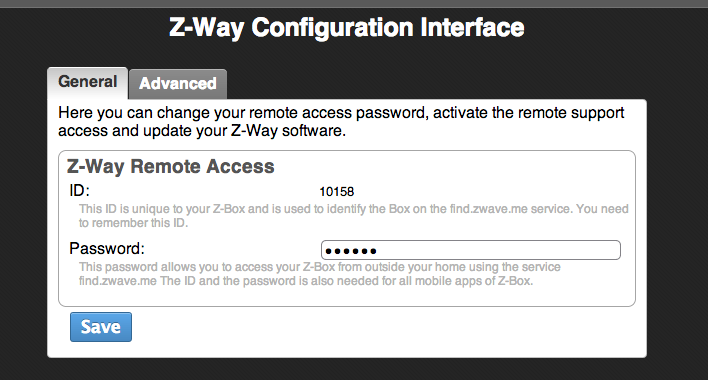 Z-Way Configuration Interface
General
Advanced
Here you can change your remote access password, activate the remote support
access and update your Z-Way software.
Z-Way Remote Access
ID:
10158
This ID is unique to your Z-Box and is used to identify the Box on the find.zwave.me service. You need
to remember this ID.
Password:
••••••
This password allows you to access your Z-Box from outside your home using the service
find.zwave.me The ID and the password is also needed for all mobile apps of Z-Box.
Save